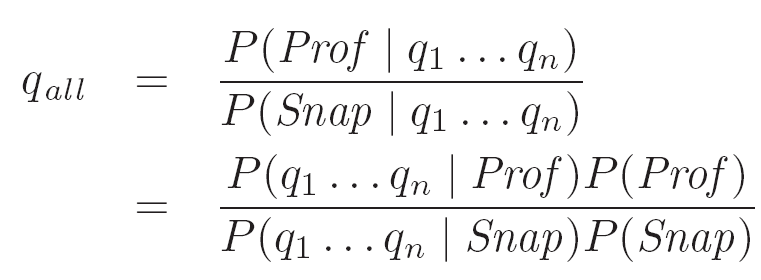 q_all = P(Prof | q_1 … q_n) / P(Snap | q_1 … q_n)
= P(q_1 … q_n | Prof)P(Prof) / P(q_1 … q_n | Snap)P(Snap)